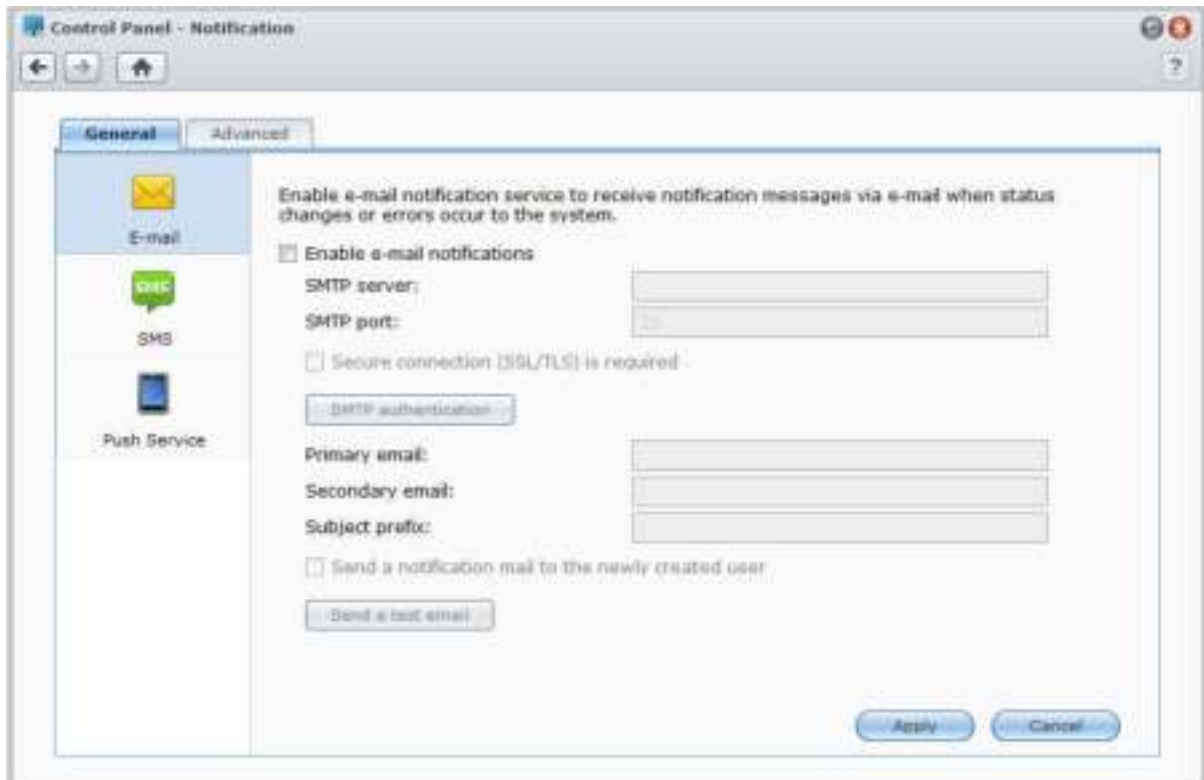 Control Panel - Notification
?
General
Advanced
E-mail
SMS
SMS
Push Service
Enable e-mail notification service to receive notification messages via e-mail when status
changes or errors occur to the system.
Enable e-mail notifications
SMTP server:
SMTP port:
Secure connection (SSL/TLS) is required
SMTP authentication
Primary email:
Secondary email:
Subject prefix:
Send a notification mail to the newly created user
Send a test email
Apply
Cancel